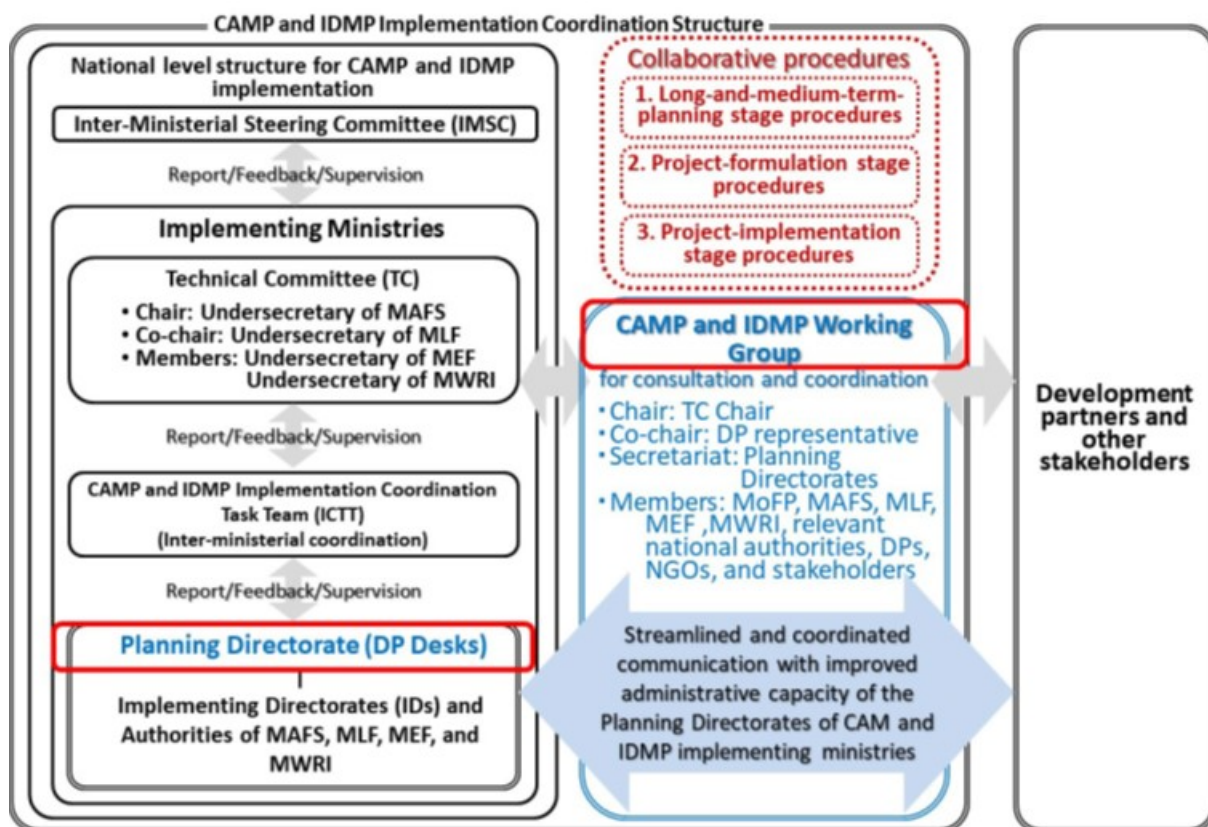 CAMP and IDMP Implementation Coordination Structure
National level structure for CAMP and IDMP
implementation
Inter-Ministerial Steering Committee (IMSC)
Report/Feedback/Supervision
Implementing Ministries
Technical Committee (TC)
• Chair: Undersecretary of MAFS
• Co-chair: Undersecretary of MLF
• Members: Undersecretary of MEF
Undersecretary of MWRI
Report/Feedback/Supervision
CAMP and IDMP Implementation Coordination
Task Team (ICTT)
(Inter-ministerial coordination)
Report/Feedback/Supervision
Planning Directorate (DP Desks)
Implementing Directorates (IDs) and
Authorities of MAFS, MLF, MEF, and
MWRI
Collaborative procedures
1. Long-and-medium-term-
planning stage procedures
2. Project-formulation stage
procedures
3. Project-implementation
stage procedures
CAMP and IDMP Working
Group
for consultation and coordination
• Chair: TC Chair
• Co-chair: DP representative
• Secretariat: Planning
Directorates
• Members: MoFP, MAFS, MLF,
MEF ,MWRI, relevant
national authorities, DPs,
NGOs, and stakeholders
Streamlined and coordinated
communication with improved
administrative capacity of the
Planning Directorates of CAM and
IDMP implementing ministries
Development
partners and
other
stakeholders